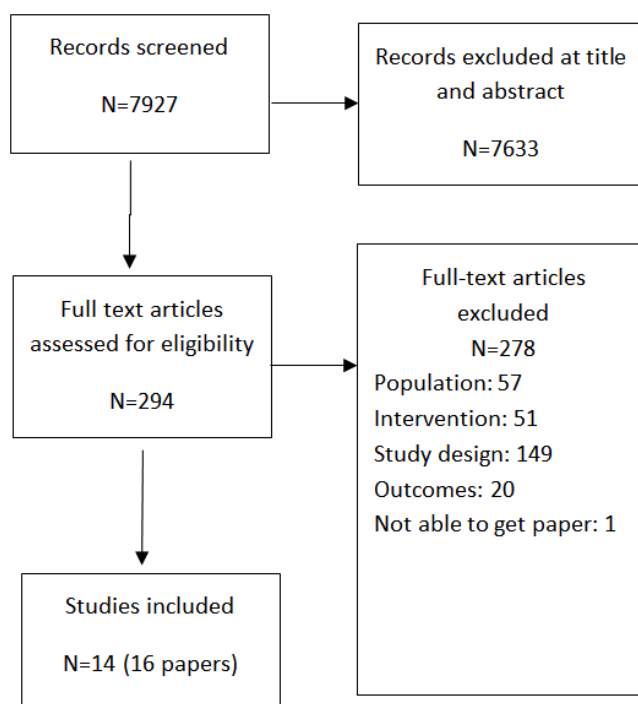 Records screened
N=7927
Records excluded at title
and abstract
N=7633
Full text articles
assessed for eligibility
N=294
Full-text articles
excluded
N=278
Population: 57
Intervention: 51
Study design: 149
Outcomes: 20
Not able to get paper: 1
Studies included
N=14 (16 papers)